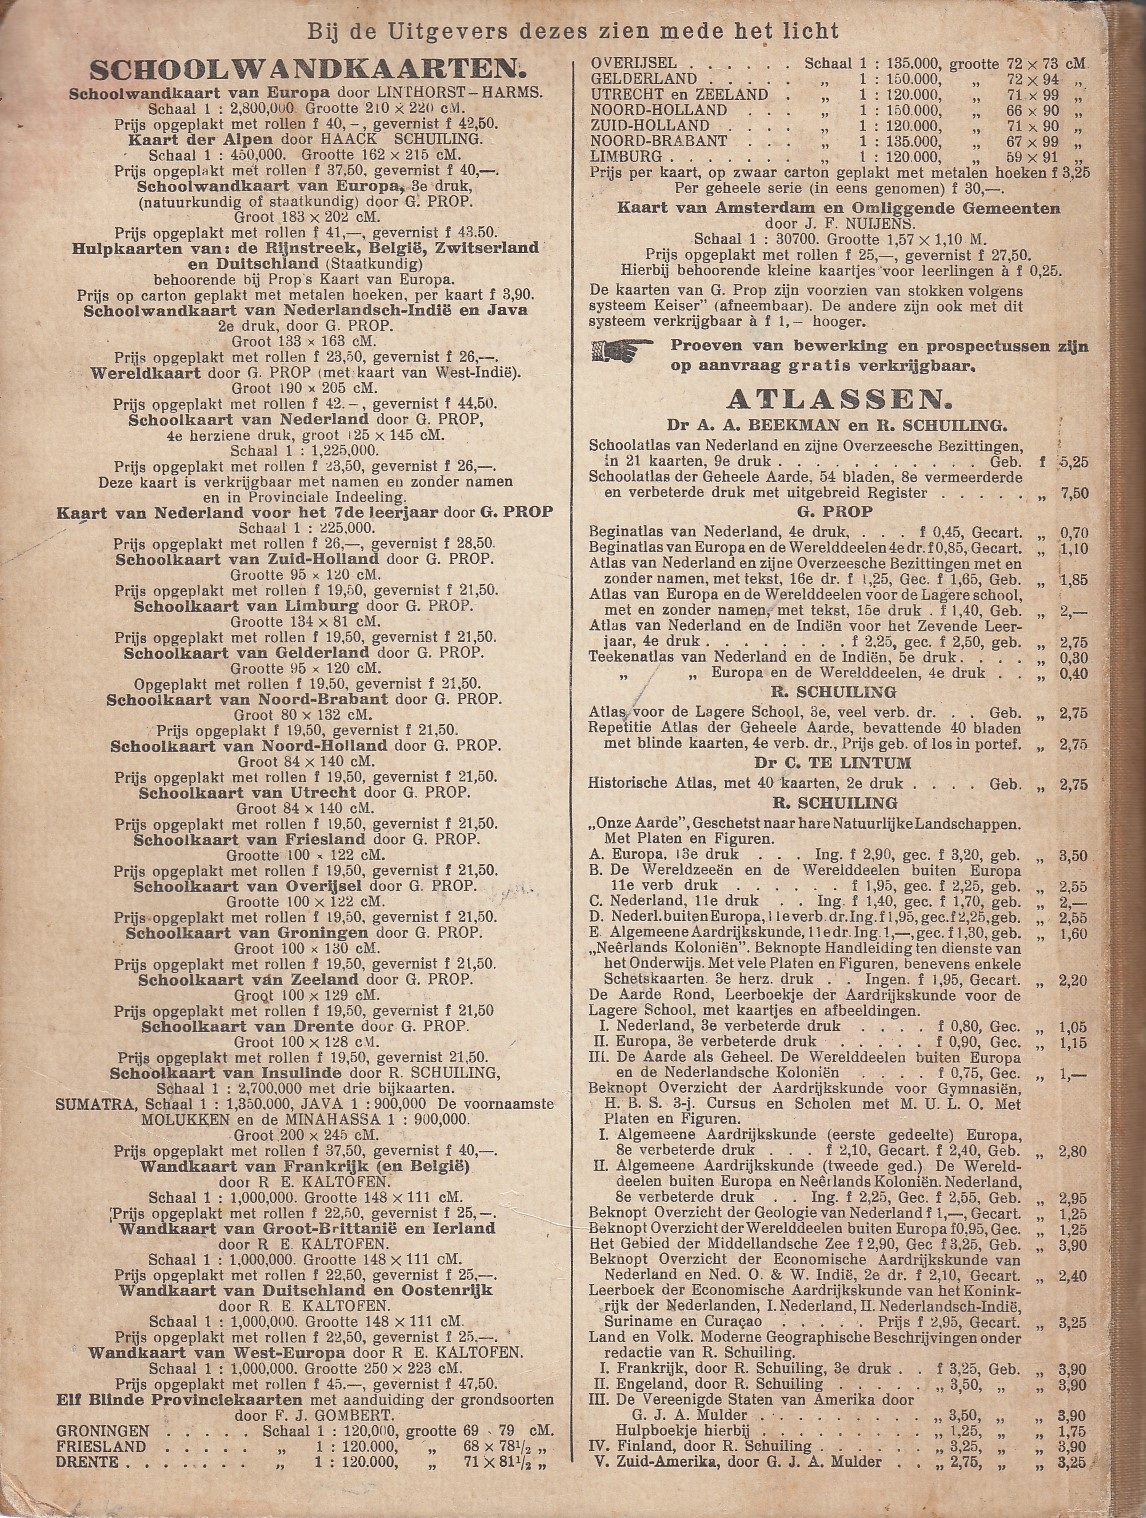 Bij de Uitgevers dezes zien mede het licht
SCHOOLWANDKAARTEN.
Schoolwandkaart van Europa door LINTHORST-HARMS.
Schaal 1 : 2,800,000 Grootte 210 × 220 cM.
Prijs opgeplakt met rollen f 40,-, gevernist f 42,50.
Kaart der Alpen door HAACK SCHUILING.
Schaal 1 : 450,000. Grootte 162 × 215 cM.
Prijs opgeplakt met rollen f 37,50, gevernist f 40,—.
Schoolwandkaart van Europa, 3e druk,
(natuurkundig of staatkundig) door G. PROP.
Groot 183 × 202 cM.
Prijs opgeplakt met rollen f 41,—, gevernist f 43.50.
Hulpkaarten van: de Rijnstreek, België, Zwitserland
en Duitschland (Staatkundig)
behoorende bij Prop's Kaart van Europa.
Prijs op carton geplakt met metalen hoeken, per kaart f 3,90.
Schoolwandkaart van Nederlandsch-Indië en Java
2e druk, door G. PROP.
Groot 133 × 163 cM.
Prijs opgeplakt met rollen f 23,50, gevernist f 26,—.
Wereldkaart door G. PROP (met kaart van West-Indië).
Groot 190 × 205 cM.
Prijs opgeplakt met rollen f 42.-, gevernist f 44,50.
Schoolkaart van Nederland door G. PROP,
4e herziene druk, groot 125 × 145 cM.
Schaal 1 : 1,225,000.
Prijs opgeplakt met rollen f 23,50, gevernist f 26,—.
Deze kaart is verkrijgbaar met namen en zonder namen
en in Provinciale Indeeling.
Kaart van Nederland voor het 7de leerjaar door G. PROP
Schaal 1 : 225,000.
Prijs opgeplakt met rollen f 26,—, gevernist f 28,50.
Schoolkaart van Zuid-Holland door G. PROP.
Grootte 95 × 120 cM.
Prijs opgeplakt met rollen f 19,50, gevernist f 21,50.
Schoolkaart van Limburg door G. PROP.
Grootte 134 × 81 cM.
Prijs opgeplakt met rollen f 19,50, gevernist f 21,50.
Schoolkaart van Gelderland door G. PROP.
Grootte 95 × 120 cM.
Opgeplakt met rollen f 19,50, gevernist f 21,50.
Schoolkaart van Noord-Brabant door G. PROP.
Groot 80 × 132 cM.
Prijs opgeplakt f 19,50, gevernist f 21,50.
Schoolkaart van Noord-Holland door G. PROP.
Groot 84 × 140 cM.
Prijs opgeplakt met rollen f 19,50, gevernist f 21,50.
Schoolkaart van Utrecht door G. PROP.
Groot 84 × 140 cM.
Prijs opgeplakt met rollen f 19,50, gevernist f 21,50.
Schoolkaart van Friesland door G. PROP.
Grootte 100 × 122 cM.
Prijs opgeplakt met rollen f 19,50, gevernist f 21,50.
Schoolkaart van Overijsel door G. PROP.
Grootte 100 × 122 cM.
Prijs opgeplakt met rollen f 19,50, gevernist f 21,50.
Schoolkaart van Groningen door G. PROP.
Groot 100 × 130 cM.
Prijs opgeplakt met rollen f 19,50, gevernist f 21,50.
Schoolkaart van Zeeland door G. PROP.
Groot 100 × 129 cM.
Prijs opgeplakt met rollen f 19,50, gevernist f 21,50
Schoolkaart van Drente door G. PROP.
Groot 100 × 128 cM.
Prijs opgeplakt met rollen f 19,50, gevernist 21,50.
Schoolkaart van Insulinde door R. SCHUILING,
Schaal 1 : 2,700,000 met drie bijkaarten.
SUMATRA, Schaal 1 : 1,350.000, JAVA 1 : 900,000 De voornaamste
MOLUKKEN en de MINAHASSA 1 : 900,000.
Groot 200 × 245 cM.
Prijs opgeplakt met rollen f 37,50, gevernist f 40,—.
Wandkaart van Frankrijk (en België)
door R E. KALTOFEN.
Schaal 1 : 1,000,000. Grootte 148 × 111 cM.
Prijs opgeplakt met rollen f 22,50, gevernist f 25,—.
Wandkaart van Groot-Brittanië en Ierland
door R E. KALTOFEN.
Schaal 1 : 1,000,000. Grootte 148 × 111 cM.
Prijs opgeplakt met rollen f 22,50, gevernist f 25,—.
Wandkaart van Duitschland en Oostenrijk
door R E. KALTOFEN.
Schaal 1 : 1,000,000. Grootte 148 × 111 cM.
Prijs opgeplakt met rollen f 22,50, gevernist f 25,—.
Wandkaart van West-Europa door R E. KALTOFEN.
Schaal 1 : 1,000,000. Grootte 250 × 223 cM.
Prijs opgeplakt met rollen f 45.—, gevernist f 47,50.
Elf Blinde Provinciekaarten met aanduiding der grondsoorten
door F. J. GOMBERT.
GRONINGEN . . . . . Schaal 1 : 120,000, grootte 69 79 cM.
FRIESLAND . . . . . „ 1 : 120.000, „ 68 × 78½ „
DRENTE . . . . . . . „ 1 : 120.000, „ 71 × 81½ „
OVERIJSEL . . . . . . Schaal 1 : 135.000, grootte 72 × 73 cM
GELDERLAND . . . . . „ 1 : 150.000, „ 72 × 94 „
UTRECHT en ZEELAND . „ 1 : 120.000, „ 71 × 99 „
NOORD-HOLLAND . . . „ 1 : 150.000, „ 66 × 90 „
ZUID-HOLLAND . . . . „ 1 : 120.000, „ 71 × 90 „
NOORD-BRABANT . . . „ 1 : 135.000, „ 67 × 99 „
LIMBURG . . . . . . . „ 1 : 120.000, „ 59 × 91 „
Prijs per kaart, op zwaar carton geplakt met metalen hoeken f 3,25
Per geheele serie (in eens genomen) f 30,—.
Kaart van Amsterdam en Omliggende Gemeenten
door J. F. NUIJENS.
Schaal 1 : 30700. Grootte 1,57 × 1,10 M.
Prijs opgeplakt met rollen f 25,—, gevernist f 27,50.
Hierbij behoorende kleine kaartjes voor leerlingen à f 0,25.
De kaarten van G. Prop zijn voorzien van stokken volgens
systeem Keiser" (afneembaar). De andere zijn ook met dit
systeem verkrijgbaar à f 1,— hooger.
Proeven van bewerking en prospectussen zijn
op aanvraag gratis verkrijgbaar.
ATLASSEN.
Dr A. A. BEEKMAN en R. SCHUILING.
Schoolatlas van Nederland en zijne Overzeesche Bezittingen,
in 21 kaarten, 9e druk . . . . . . . . . . . Geb. f 5,25
Schoolatlas der Geheele Aarde, 54 bladen, 8e vermeerderde
en verbeterde druk met uitgebreid Register . . . . . „ 7,50
G. PROP
Beginatlas van Nederland, 4e druk, . . . f 0,45, Gecart. „ 0,70
Beginatlas van Europa en de Werelddeelen 4e dr. f 0,85, Gecart. „ 1,10
Atlas van Nederland en zijne Overzeesche Bezittingen met en
zonder namen, met tekst, 16e dr. f 1,25, Gec. f 1,65, Geb. „ 1,85
Atlas van Europa en de Werelddeelen voor de Lagere school,
met en zonder namen, met tekst, 15e druk . f 1,40, Geb. „ 2,—
Atlas van Nederland en de Indiën voor het Zevende Leer-
jaar, 4e druk . . . . . . . f 2,25, gec. f 2,50, geb. „ 2,75
Teekenatlas van Nederland en de Indiën, 5e druk . . . . „ 0,30
„ „ Europa en de Werelddeelen, 4e druk . . „ 0,40
R. SCHUILING
Atlas voor de Lagere School, 3e, veel verb. dr. . . Geb. „ 2,75
Repetitie Atlas der Geheele Aarde, bevattende 40 bladen
met blinde kaarten, 4e verb. dr., Prijs geb. of los in portef. „ 2,75
Dr C. TE LINTUM
Historische Atlas, met 40 kaarten, 2e druk . . . . Geb. „ 2,75
R. SCHUILING
„Onze Aarde", Geschetst naar hare Natuurlijke Landschappen.
Met Platen en Figuren.
A. Europa, 13e druk . . . Ing. f 2,90, gec. f 3,20, geb. „ 3,50
B. De Wereldzeeën en de Werelddeelen buiten Europa
11e verb druk . . . . . . f 1,95, gec. f 2,25, geb. „ 2,55
C. Nederland, 11e druk . . Ing. f 1,40, gec. f 1,70, geb. „ 2,—
D. Nederl. buiten Europa, 11e verb. dr. Ing. f 1,95, gec. f 2,25, geb. „ 2,55
E. Algemeene Aardrijkskunde, 11e dr. Ing. 1,—, gec. f 1,30, geb. „ 1,60
„Neêrlands Koloniën". Beknopte Handleiding ten dienste van
het Onderwijs. Met vele Platen en Figuren, benevens enkele
Schetskaarten. 3e herz. druk . . Ingen. f 1,95, Gecart. „ 2,20
De Aarde Rond, Leerboekje der Aardrijkskunde voor de
Lagere School, met kaartjes en afbeeldingen.
I. Nederland, 3e verbeterde druk . . . . f 0,80, Gec. „ 1,05
II. Europa, 3e verbeterde druk . . . . . f 0,90, Gec. „ 1,15
III. De Aarde als Geheel. De Werelddeelen buiten Europa
en de Nederlandsche Koloniën . . . . f 0,75, Gec. „ 1,—
Beknopt Overzicht der Aardrijkskunde voor Gymnasiën,
H. B. S. 3-j. Cursus en Scholen met M. U. L. O. Met
Platen en Figuren.
I. Algemeene Aardrijkskunde (eerste gedeelte) Europa,
8e verbeterde druk . . . f 2,10, Gecart. f 2,40, Geb. „ 2,80
II. Algemeene Aardrijkskunde (tweede ged.) De Wereld-
deelen buiten Europa en Neêrlands Koloniën. Nederland,
8e verbeterde druk . . Ing. f 2,25, Gec. f 2,55, Geb. „ 2,95
Beknopt Overzicht der Geologie van Nederland f 1,—, Gecart. „ 1,25
Beknopt Overzicht der Werelddeelen buiten Europa f 0,95, Gec. „ 1,25
Het Gebied der Middellandsche Zee f 2,90, Gec f 3,25, Geb. „ 3,90
Beknopt Overzicht der Economische Aardrijkskunde van
Nederland en Ned. O. & W. Indië, 2e dr. f 2,10, Gecart. „ 2,40
Leerboek der Economische Aardrijkskunde van het Konink-
rijk der Nederlanden, I. Nederland, II. Nederlandsch-Indië,
Suriname en Curaçao . . . . . Prijs f 2,95, Gecart. „ 3,25
Land en Volk. Moderne Geographische Beschrijvingen onder
redactie van R. Schuiling.
I. Frankrijk, door R. Schuiling, 3e druk . . f 3,25, Geb. „ 3,90
II. Engeland, door R. Schuiling . . . . . „ 3,50, „ „ 3,90
III. De Vereenigde Staten van Amerika door
G. J. A. Mulder . . . . . . . . . „ 3,50, „ „ 3,90
Hulpboekje hierbij . . . . . . . . . „ 1,25, „ „ 1,75
IV. Finland, door R. Schuiling . . . . . . „ 3,25, „ „ 3,90
V. Zuid-Amerika, door G. J. A. Mulder . . „ 2,75, „ „ 3,25